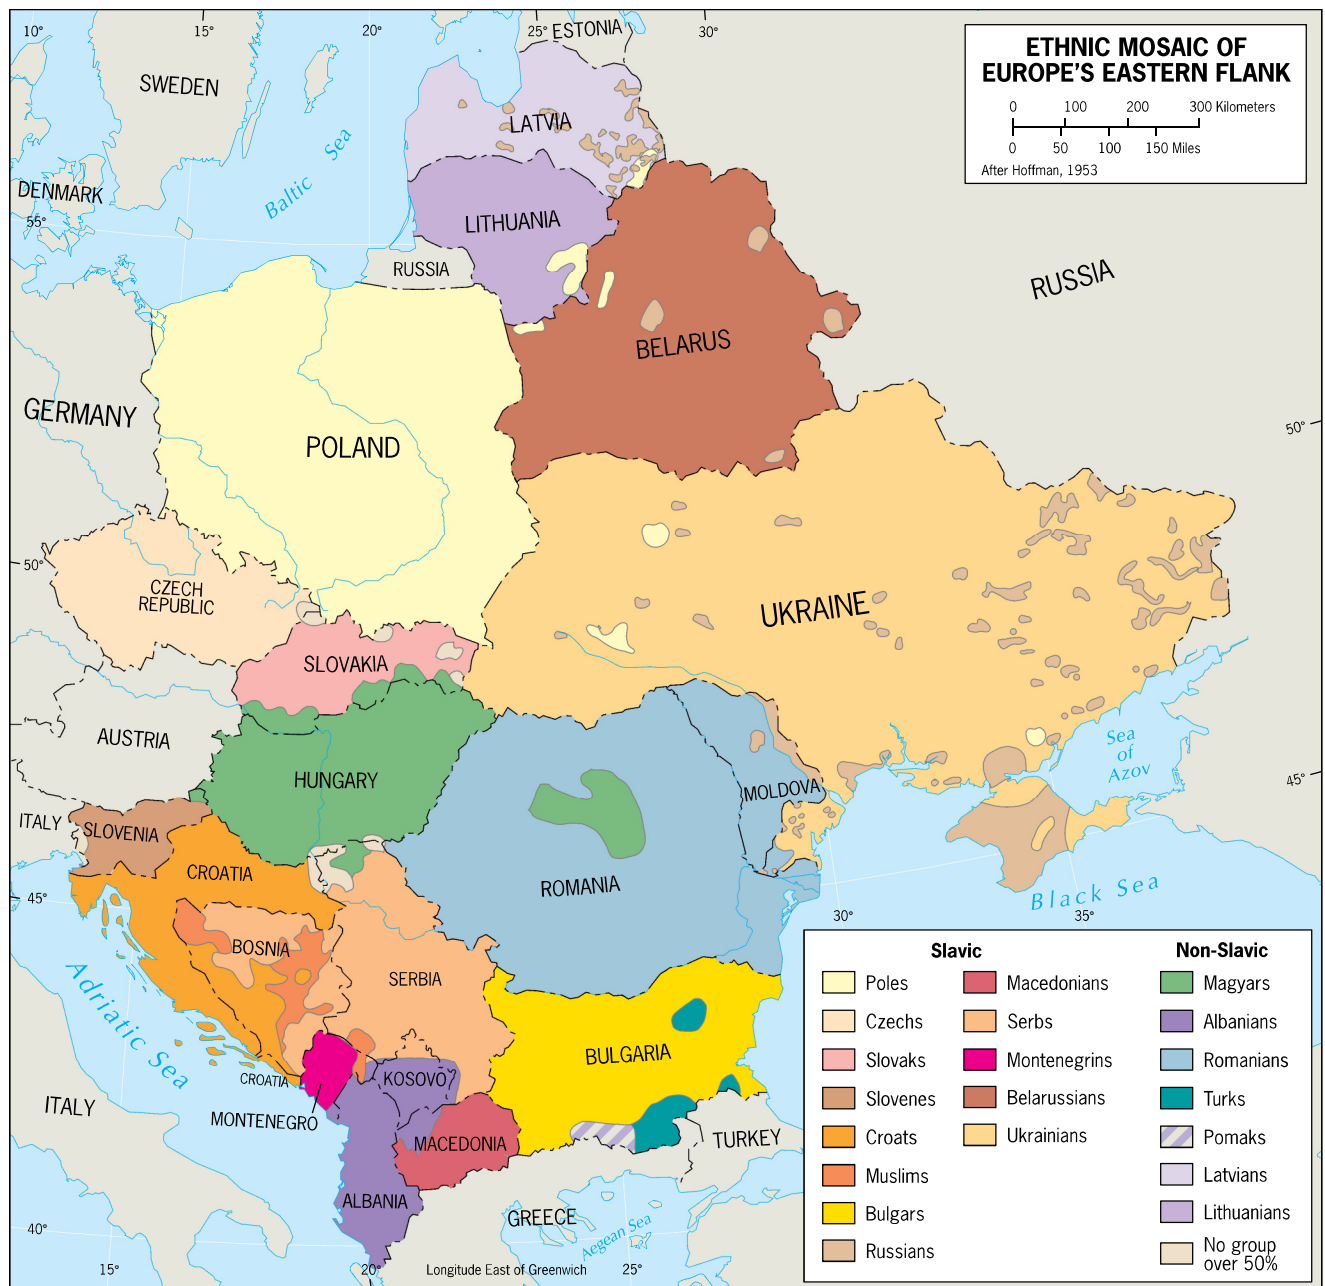 10°
15°
20°
25°
ESTONIA
30°
ETHNIC MOSAIC OF
EUROPE'S EASTERN FLANK
0 100 200 300 Kilometers
0 50 100 150 Miles
After Hoffman, 1953
SWEDEN
LATVIA
Baltic Sea
DENMARK
55°
LITHUANIA
RUSSIA
RUSSIA
BELARUS
GERMANY
POLAND
50°
50°
CZECH
REPUBLIC
UKRAINE
SLOVAKIA
AUSTRIA
HUNGARY
Sea
of
Azov
45°
MOLDOVA
ITALY
SLOVENIA
CROATIA
ROMANIA
Black Sea
45°
30°
35°
BOSNIA
SERBIA
Adriatic Sea
BULGARIA
CROATIA
KOSOVO
ITALY
MONTENEGRO
MACEDONIA
TURKEY
ALBANIA
GREECE
Aegean Sea
40°
15°
20°
Longitude East of Greenwich
25°
Slavic
Poles
Czechs
Slovaks
Slovenes
Croats
Muslims
Bulgars
Russians
Macedonians
Serbs
Montenegrins
Belarussians
Ukrainians
Non-Slavic
Magyars
Albanians
Romanians
Turks
Pomaks
Latvians
Lithuanians
No group
over 50%